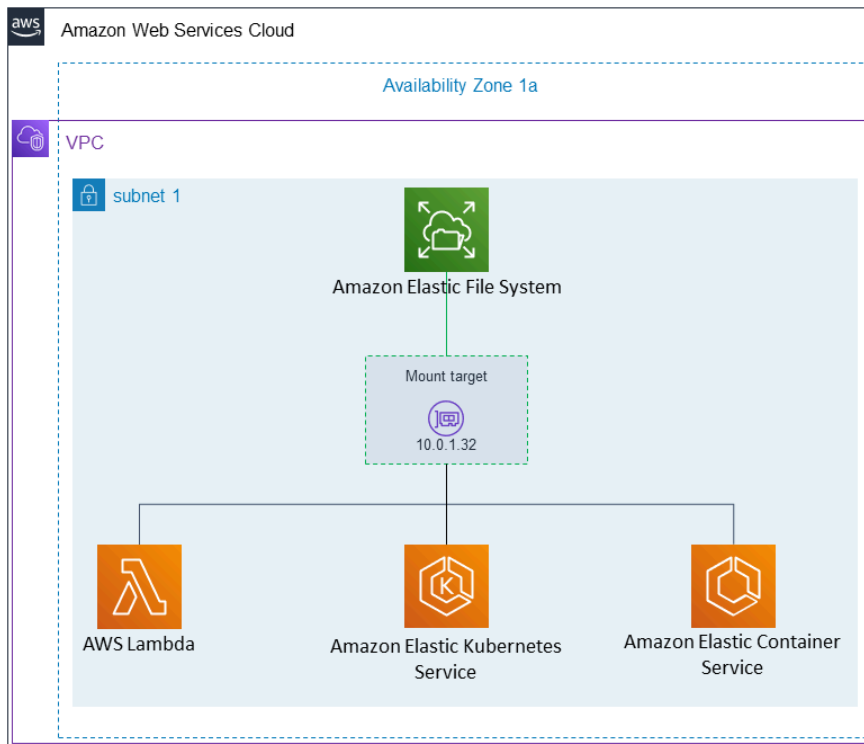 aws
Amazon Web Services Cloud
Availability Zone 1a
VPC
subnet 1
Amazon Elastic File System
Mount target
10.0.1.32
AWS Lambda
Amazon Elastic Kubernetes
Service
K
Amazon Elastic Container
Service